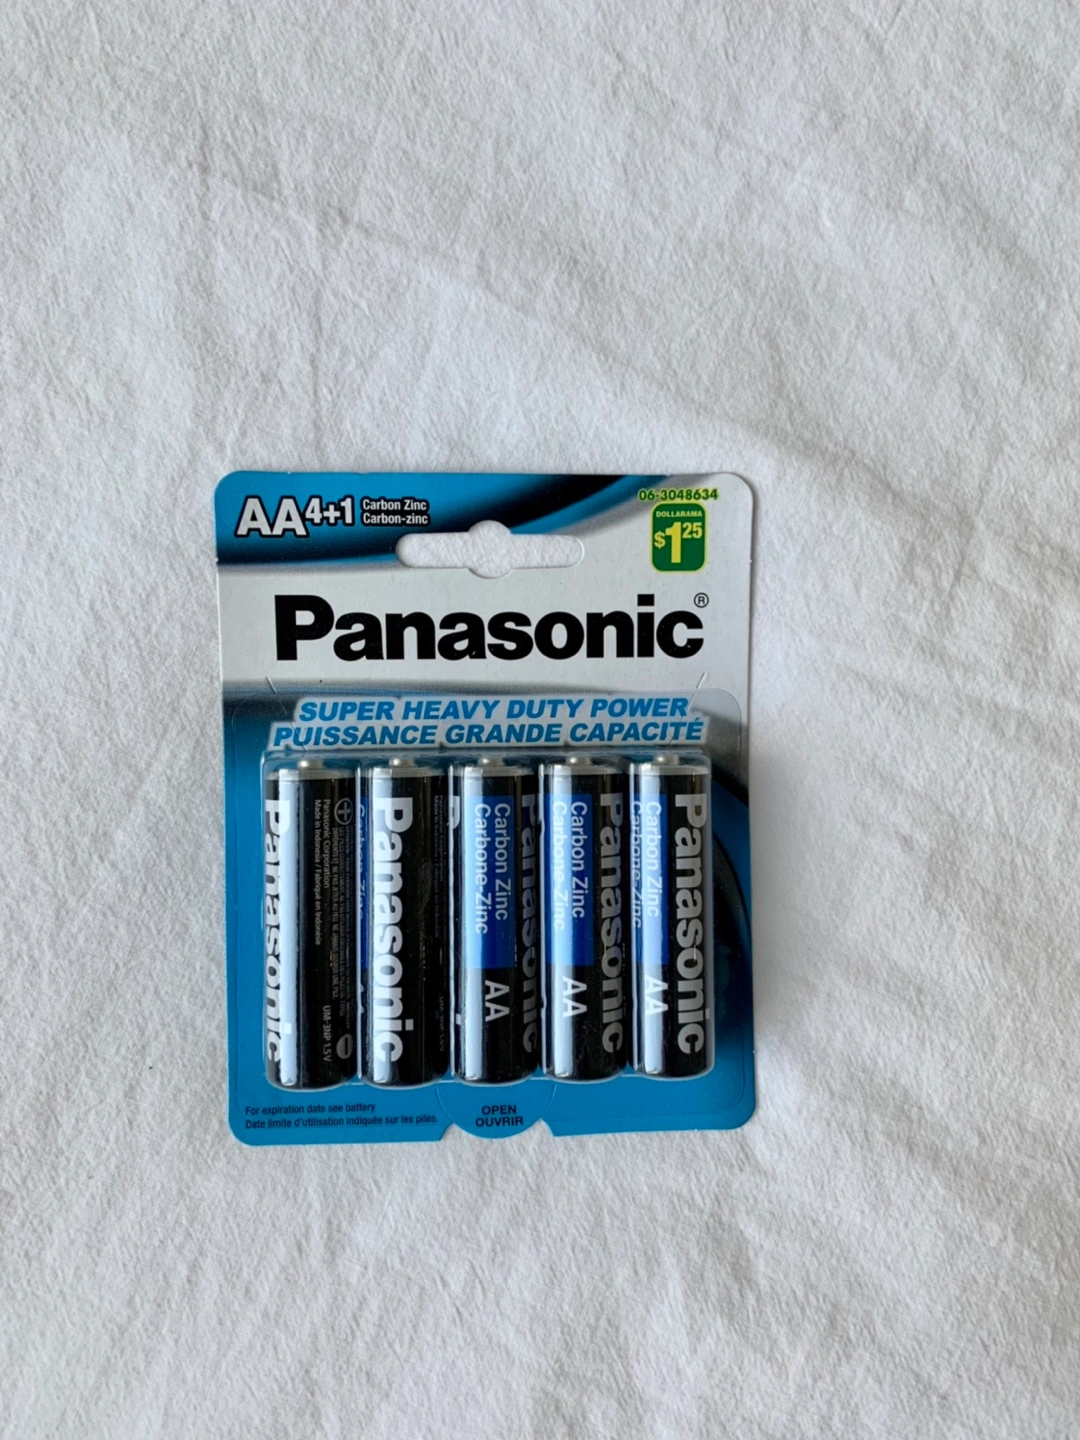 AA 4+1 Carbon Zinc
Carbon-zinc
06-3048634
DOLLARAMA
$1 25
Panasonic®
SUPER HEAVY DUTY POWER
PUISSANCE GRANDE CAPACITÉ
Panasonic
Panasonic Corporation
Made in Indonesia / Fabriqué en Indonésie
UM-3NP 1.5V
Panasonic
Carbon Zinc
Carbone-Zinc
AA
Panasonic
Carbon Zinc
Carbone-Zinc
AA
Panasonic
Carbon Zinc
Carbone-Zinc
AA
Panasonic
For expiration date see battery
Date limite d'utilisation indiquée sur les piles.
OPEN
OUVRIR